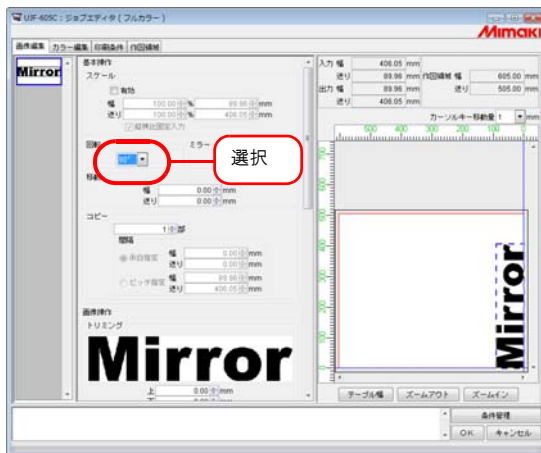 UJF-605C：ジョブエディタ(フルカラー)
Mimaki
画像編集 カラー編集 印刷条件 作図領域
Mirror
基本操作
スケール
有効
幅 100.00 % 89.96 mm
送り 100.00 % 406.05 mm
縦横比固定入力
回転 ミラー
90°
選択
移動
幅 0.00 mm
送り 0.00 mm
コピー
1 部
間隔
余白指定 幅 0.00 mm
送り 0.00 mm
ピッチ指定 幅 89.96 mm
送り 406.05 mm
画像操作
トリミング
Mirror
上 0.00 mm
入力 幅 406.05 mm
送り 89.96 mm 作図領域 幅 605.00 mm
出力 幅 89.96 mm 送り 505.00 mm
送り 406.05 mm
カーソルキー移動量 1 mm
500 400 300 200 100 0
500
400
300
200
100
0
Mirror
テーブル幅 ズームアウト ズームイン
条件管理
OK キャンセル